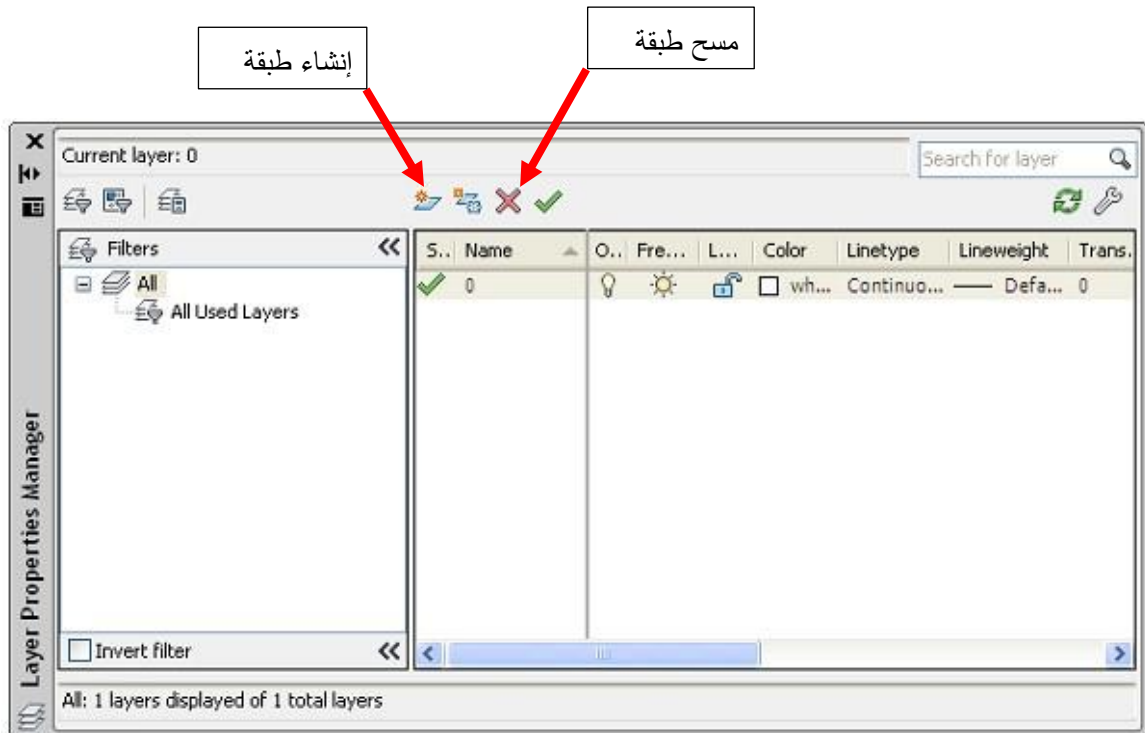 مسح طبقة
إنشاء طبقة
Current layer: 0
Search for layer
Filters
S.. Name O.. Fre... L... Color Linetype Lineweight Trans.
All
0 wh... Continuo... Defa... 0
All Used Layers
Invert filter
All: 1 layers displayed of 1 total layers
Layer Properties Manager